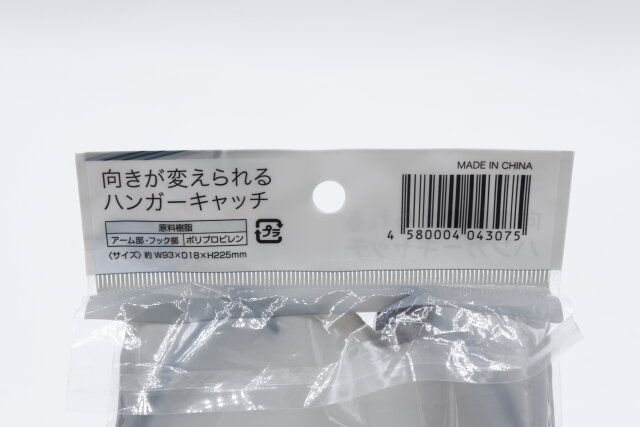 向きが変えられる
ハンガーキャッチ
原料樹脂
アーム部・フック部 ポリプロピレン
プラ
〈サイズ〉約 W93×D18×H225mm
MADE IN CHINA
4 580004 043075